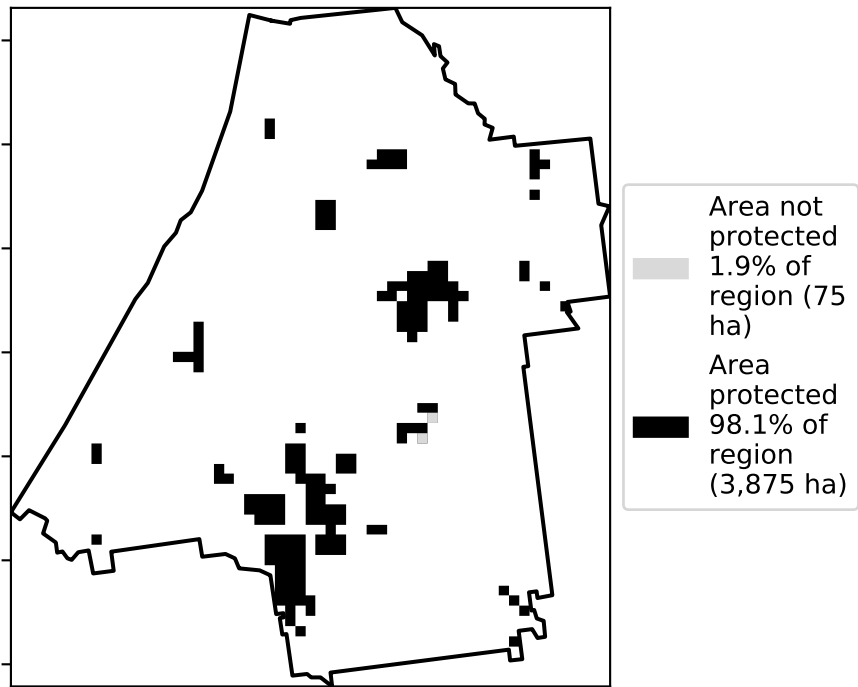 Area not
protected
1.9% of
region (75
ha)
Area
protected
98.1% of
region
(3,875 ha)